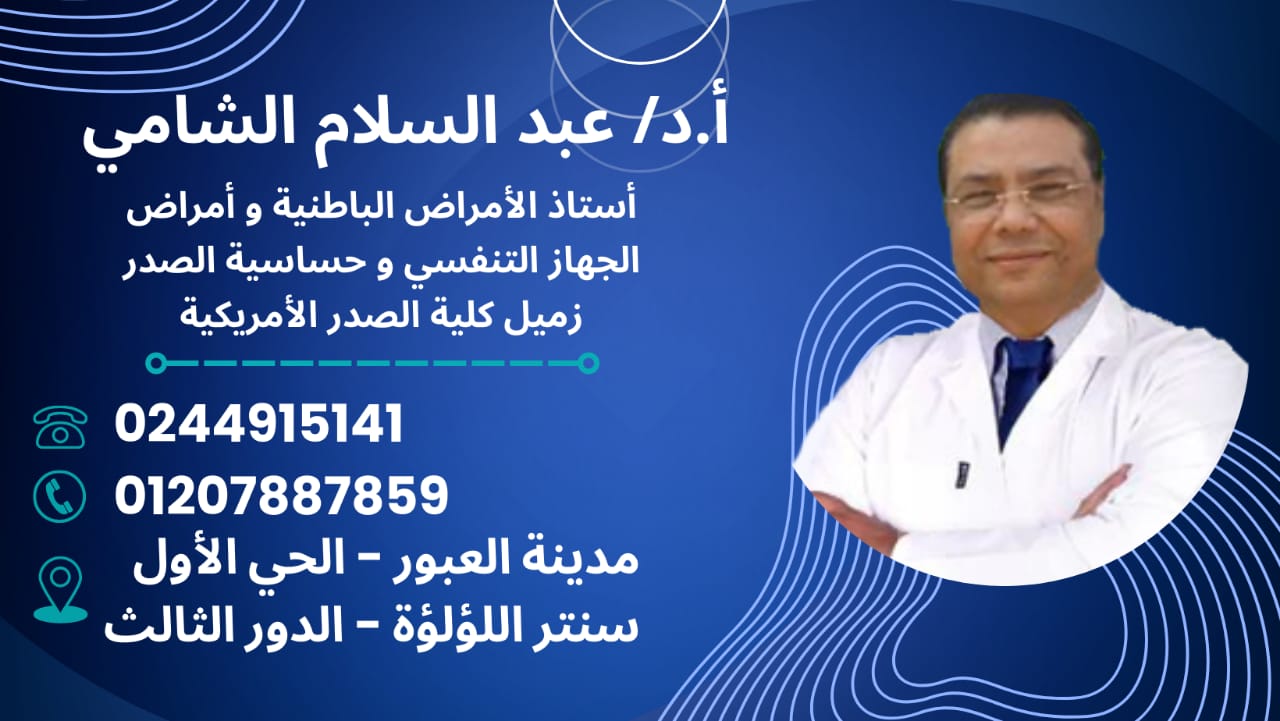 أ.د/ عبد السلام الشامي
أستاذ الأمراض الباطنية و أمراض
الجهاز التنفسي و حساسية الصدر
زميل كلية الصدر الأمريكية
0244915141
01207887859
مدينة العبور - الحي الأول
سنتر اللؤلؤة - الدور الثالث